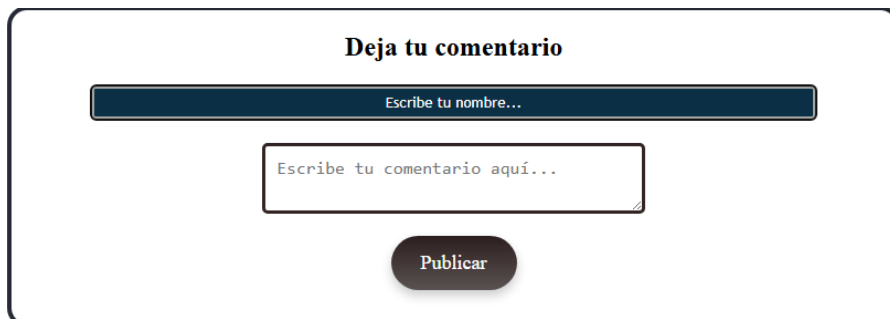 Deja tu comentario
Escribe tu nombre...
Escribe tu comentario aquí...
Publicar